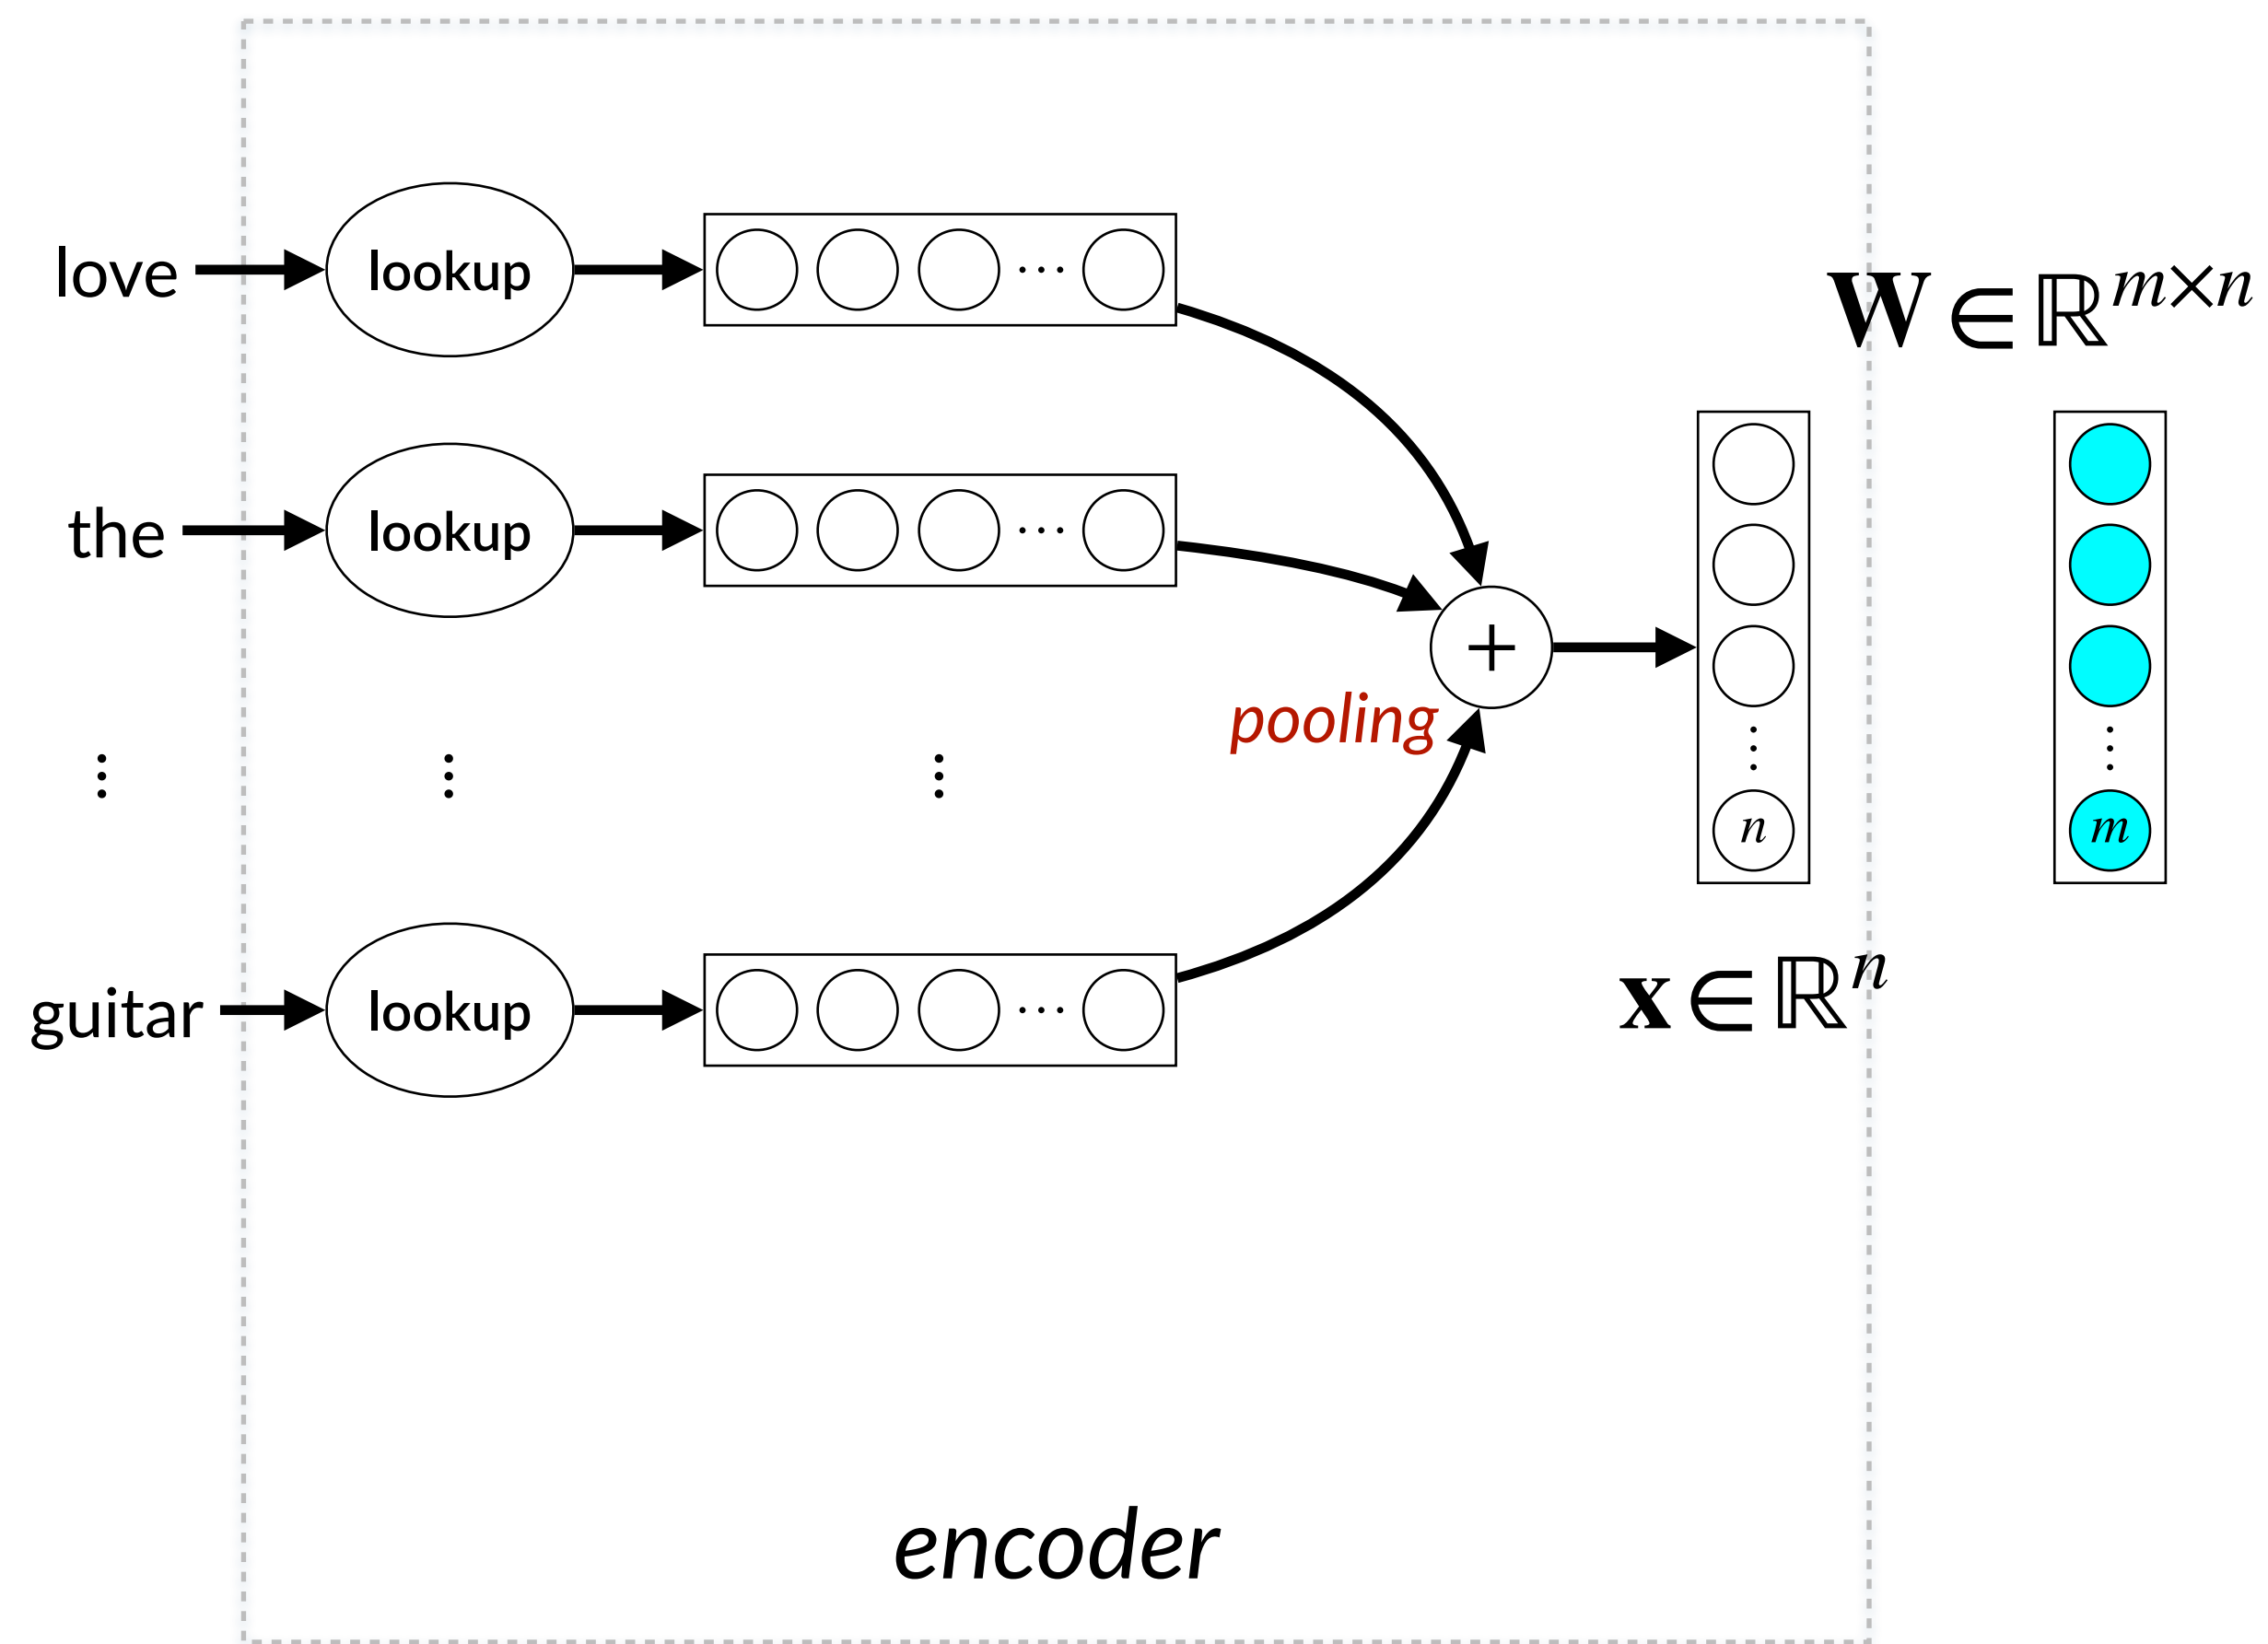 love lookup ···
W ∈ ℝ^{m×n}
the lookup ···
+
pooling
⋮ ⋮ ⋮ ⋮ ⋮
n m
guitar lookup ···
x ∈ ℝ^n
encoder